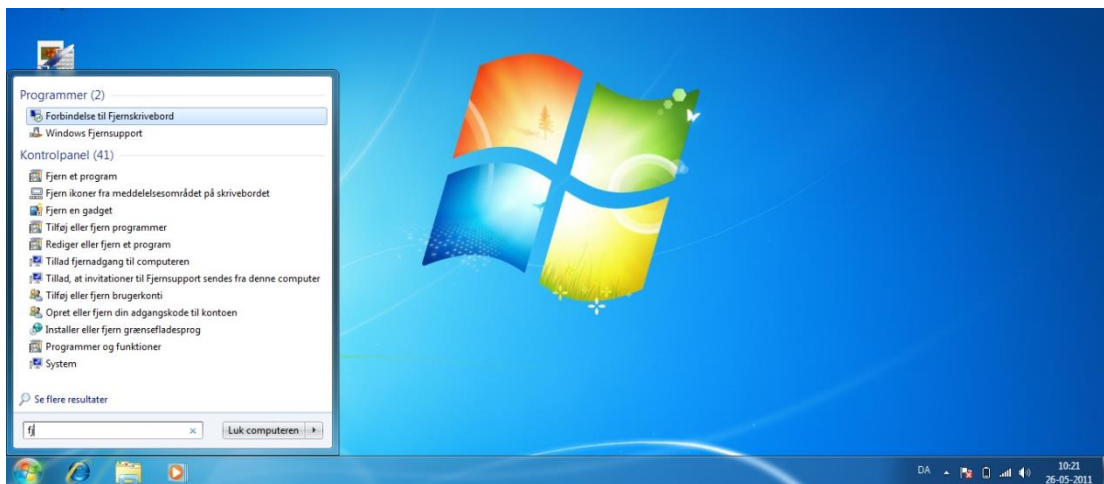 Programmer (2)
Forbindelse til Fjernskrivebord
Windows Fjernsupport
Kontrolpanel (41)
Fjern et program
Fjern ikoner fra meddelelsesområdet på skrivebordet
Fjern en gadget
Tilføj eller fjern programmer
Rediger eller fjern et program
Tillad fjernadgang til computeren
Tillad, at invitationer til Fjernsupport sendes fra denne computer
Tilføj eller fjern brugerkonti
Opret eller fjern din adgangskode til kontoen
Installer eller fjern grænsefladesprog
Programmer og funktioner
System
Se flere resultater
fj
Luk computeren
DA
10:21
26-05-2011